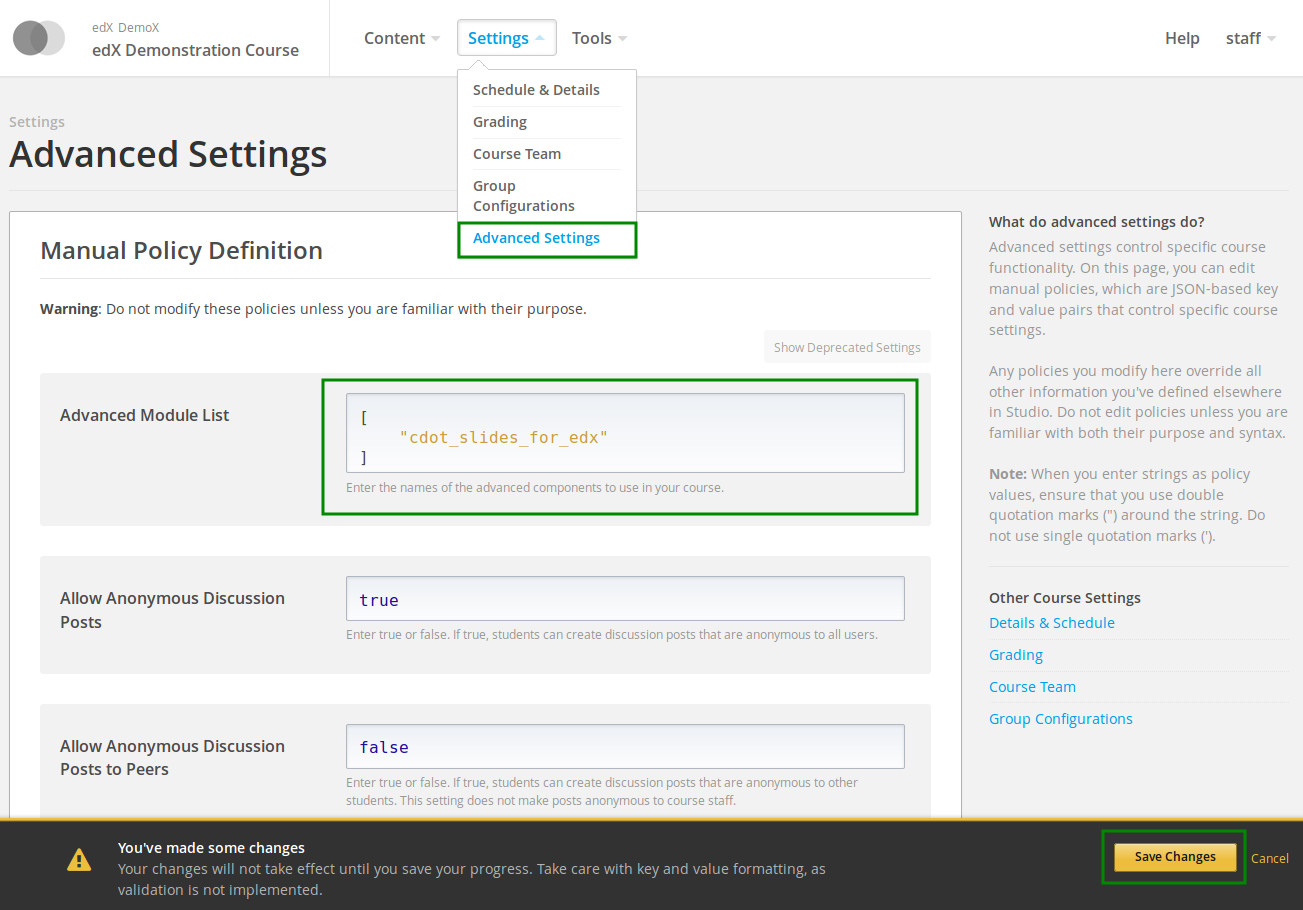 edX DemoX
edX Demonstration Course
Content
Settings
Tools
Help
staff
Schedule & Details
Grading
Course Team
Group
Configurations
Advanced Settings
Settings
Advanced Settings
Manual Policy Definition
Warning: Do not modify these policies unless you are familiar with their purpose.
Show Deprecated Settings
Advanced Module List
[
"cdot_slides_for_edx"
]
Enter the names of the advanced components to use in your course.
Allow Anonymous Discussion
Posts
true
Enter true or false. If true, students can create discussion posts that are anonymous to all users.
Allow Anonymous Discussion
Posts to Peers
false
Enter true or false. If true, students can create discussion posts that are anonymous to other
students. This setting does not make posts anonymous to course staff.
What do advanced settings do?
Advanced settings control specific course
functionality. On this page, you can edit
manual policies, which are JSON-based key
and value pairs that control specific course
settings.
Any policies you modify here override all
other information you've defined elsewhere
in Studio. Do not edit policies unless you are
familiar with both their purpose and syntax.
Note: When you enter strings as policy
values, ensure that you use double
quotation marks (") around the string. Do
not use single quotation marks (').
Other Course Settings
Details & Schedule
Grading
Course Team
Group Configurations
You've made some changes
Your changes will not take effect until you save your progress. Take care with key and value formatting, as
validation is not implemented.
Save Changes
Cancel